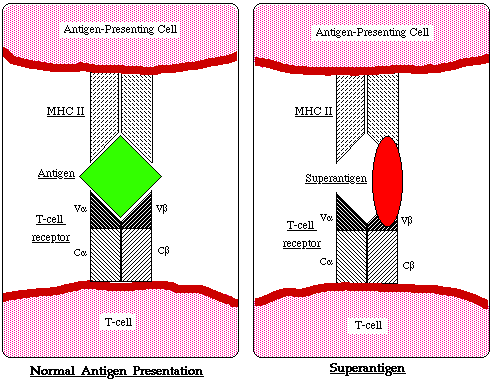 Antigen-Presenting Cell
MHC II
Antigen
Vα
Vβ
T-cell
receptor
Cα
Cβ
T-cell
Normal Antigen Presentation
Antigen-Presenting Cell
MHC II
Superantigen
Vα
Vβ
T-cell
receptor
Cα
Cβ
T-cell
Superantigen